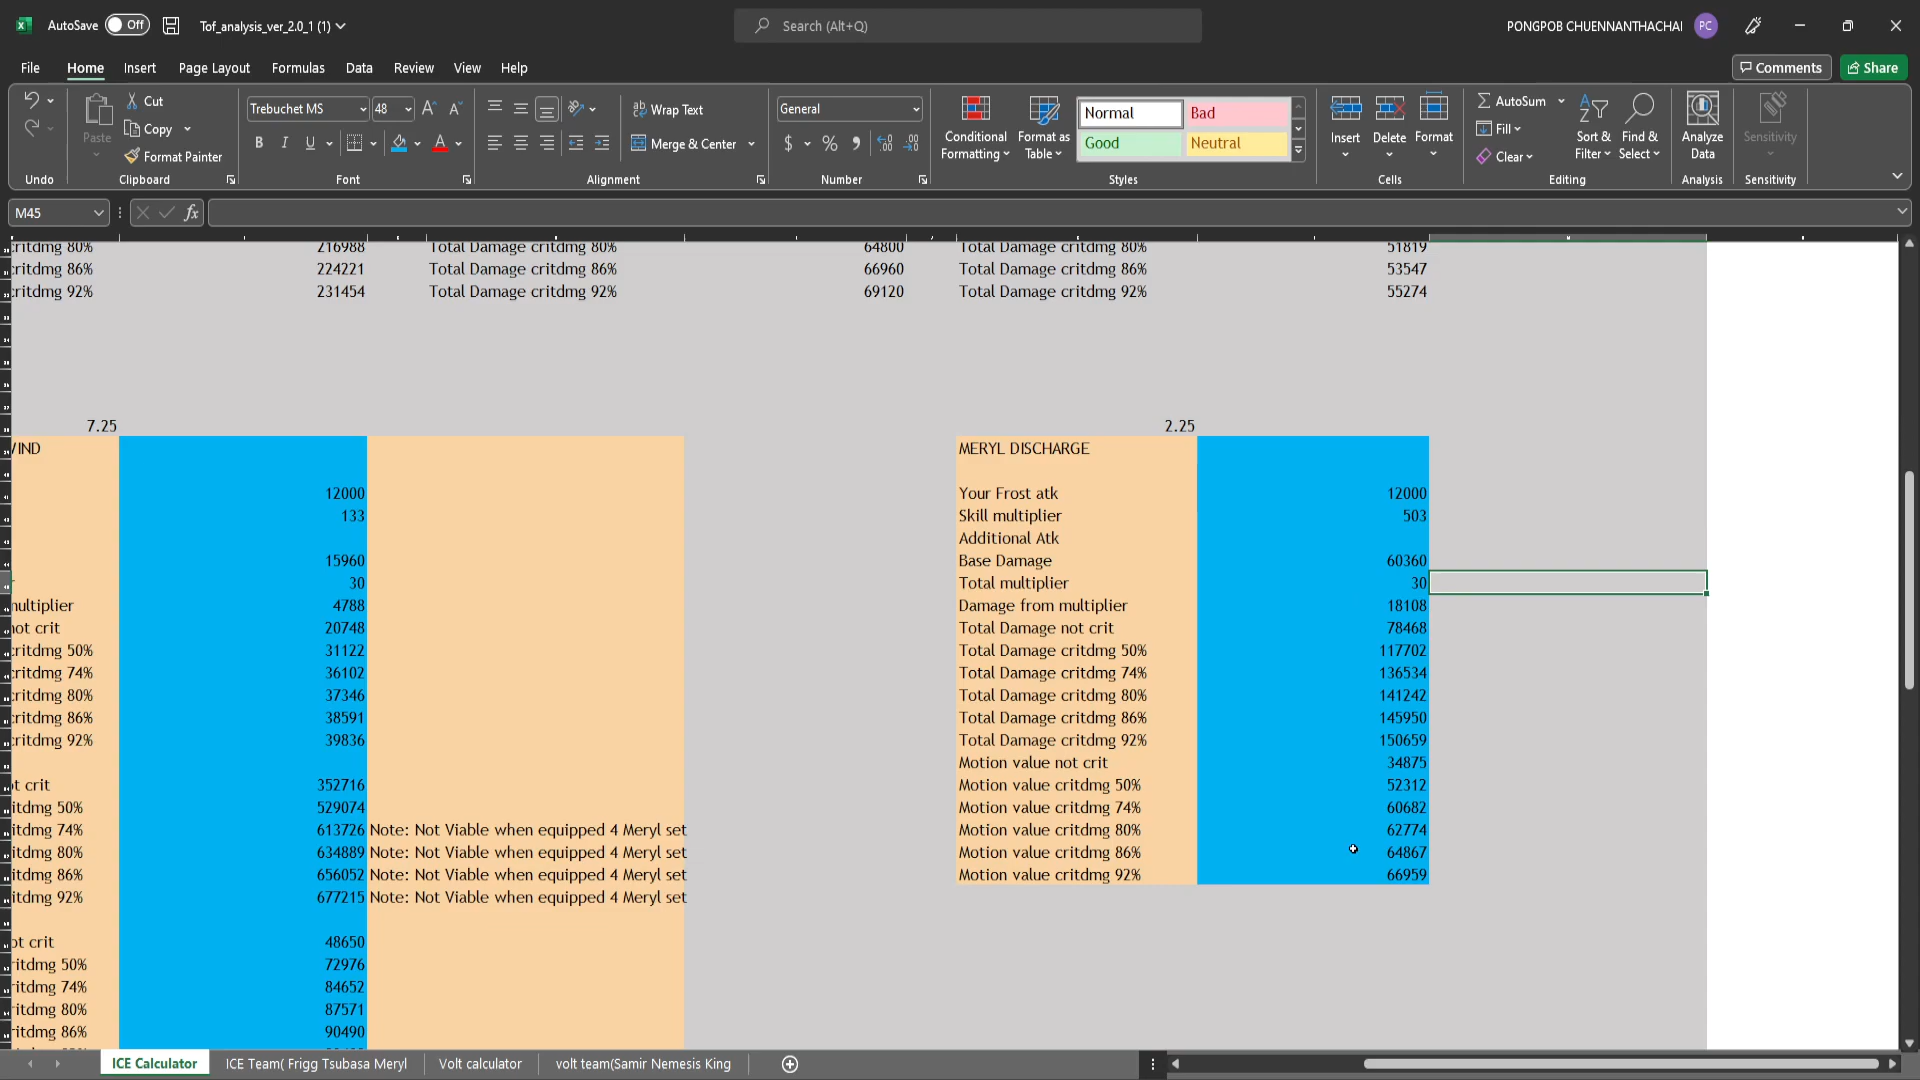 AutoSave Off Tof_analysis_ver_2.0_1 (1) Search (Alt+Q) PONGPOB CHUENNANTHACHAI PC
File Home Insert Page Layout Formulas Data Review View Help Comments Share
Paste Cut Copy Format Painter
Trebuchet MS 48
B I U A
Wrap Text
Merge & Center
General
$ %
Conditional Formatting Format as Table
Normal Bad
Good Neutral
Insert Delete Format
AutoSum Fill Clear
Sort & Filter Find & Select
Analyze Data Sensitivity
Undo Clipboard Font Alignment Number Styles Cells Editing Analysis Sensitivity
M45 fx
critdmg 80% 216988 Total Damage critdmg 80% 64800 Total Damage critdmg 80% 51819
critdmg 86% 224221 Total Damage critdmg 86% 66960 Total Damage critdmg 86% 53547
critdmg 92% 231454 Total Damage critdmg 92% 69120 Total Damage critdmg 92% 55274
7.25 2.25
MERYL DISCHARGE
12000 Your Frost atk 12000
133 Skill multiplier 503
Additional Atk
15960 Base Damage 60360
30 Total multiplier 30
multiplier 4788 Damage from multiplier 18108
not crit 20748 Total Damage not crit 78468
critdmg 50% 31122 Total Damage critdmg 50% 117702
critdmg 74% 36102 Total Damage critdmg 74% 136534
critdmg 80% 37346 Total Damage critdmg 80% 141242
critdmg 86% 38591 Total Damage critdmg 86% 145950
critdmg 92% 39836 Total Damage critdmg 92% 150659
Motion value not crit 34875
t crit 352716 Motion value critdmg 50% 52312
itdmg 50% 529074 Motion value critdmg 74% 60682
itdmg 74% 613726 Note: Not Viable when equipped 4 Meryl set Motion value critdmg 80% 62774
itdmg 80% 634889 Note: Not Viable when equipped 4 Meryl set Motion value critdmg 86% 64867
itdmg 86% 656052 Note: Not Viable when equipped 4 Meryl set Motion value critdmg 92% 66959
itdmg 92% 677215 Note: Not Viable when equipped 4 Meryl set
ot crit 48650
ritdmg 50% 72976
ritdmg 74% 84652
ritdmg 80% 87571
ritdmg 86% 90490
ICE Calculator ICE Team( Frigg Tsubasa Meryl Volt calculator volt team(Samir Nemesis King